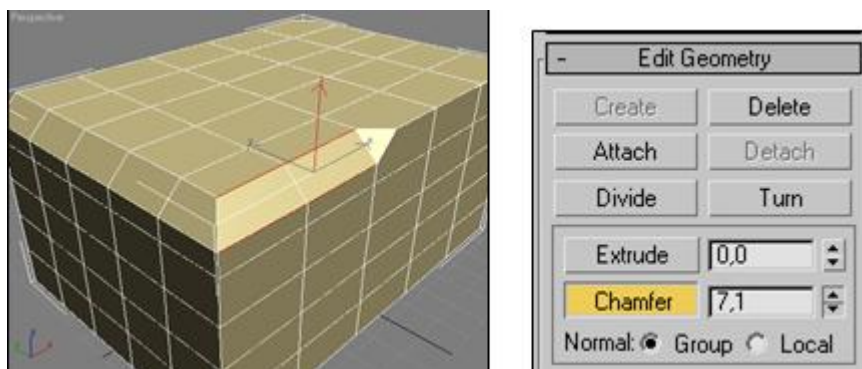 Perspective
- Edit Geometry
Create Delete
Attach Detach
Divide Turn
Extrude 0,0
Chamfer 7,1
Normal: Group Local